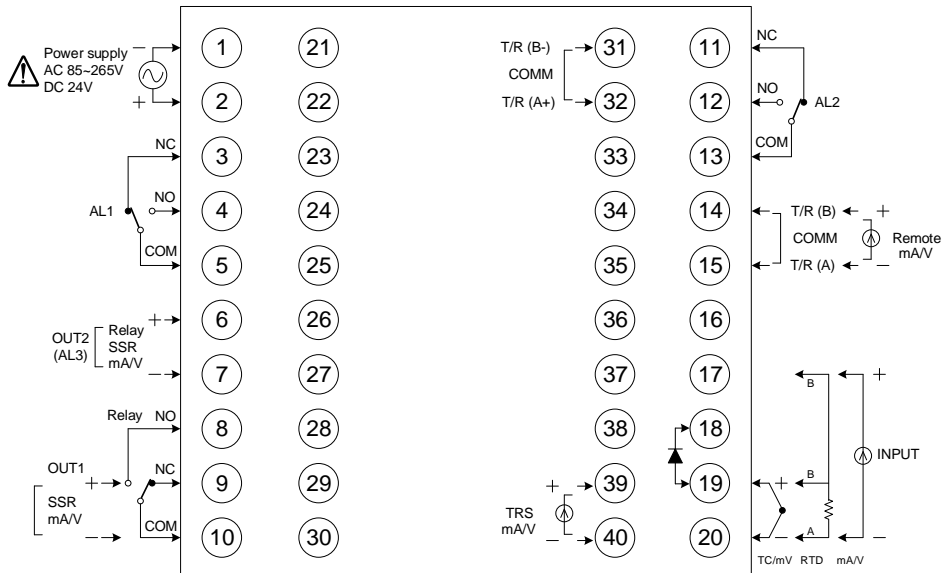 Power supply
AC 85~265V
DC 24V
− +
1 21
2 22
3 23
4 24
5 25
6 26
7 27
8 28
9 29
10 30
NC
NO
COM
AL1
OUT2
(AL3)
Relay
SSR
mA/V
+ −
Relay NO
OUT1
+ NC
SSR
mA/V
− COM
T/R (B-)
COMM
T/R (A+)
31 11
32 12
33 13
34 14
35 15
36 16
37 17
38 18
39 19
40 20
TRS
mA/V
+ −
NC
NO
COM
AL2
T/R (B) +
COMM
T/R (A) −
Remote
mA/V
B +
INPUT
+ B
− A −
TC/mV RTD mA/V